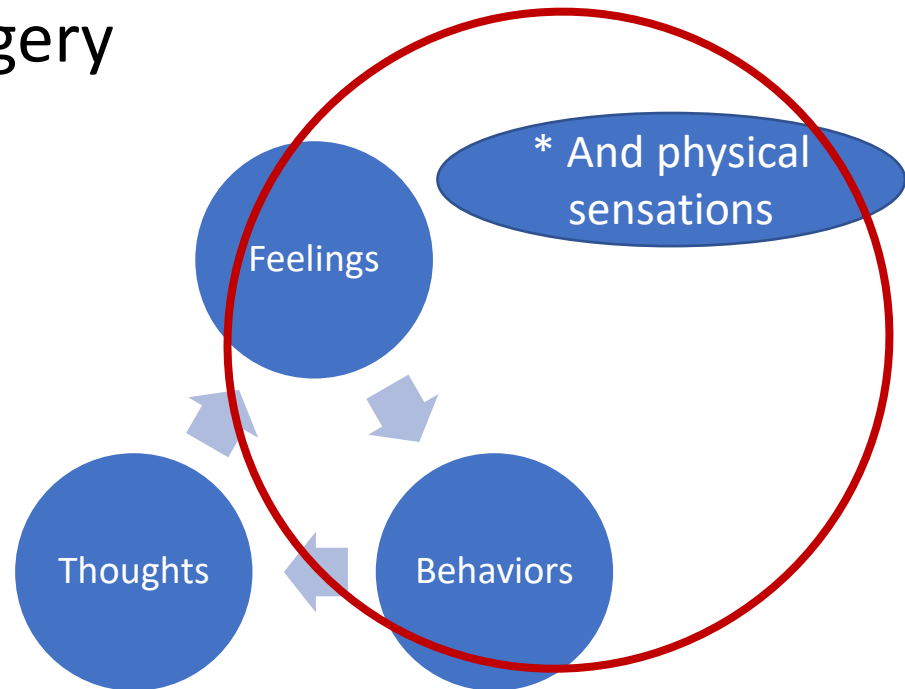 gery
* And physical
sensations
Feelings
Thoughts
Behaviors